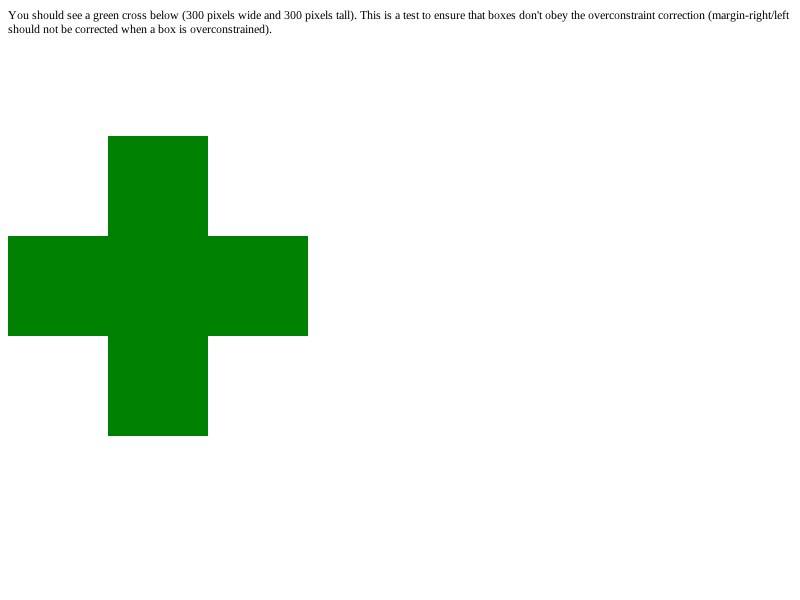 You should see a green cross below (300 pixels wide and 300 pixels tall). This is a test to ensure that boxes don't obey the overconstraint correction (margin-right/left
should not be corrected when a box is overconstrained).